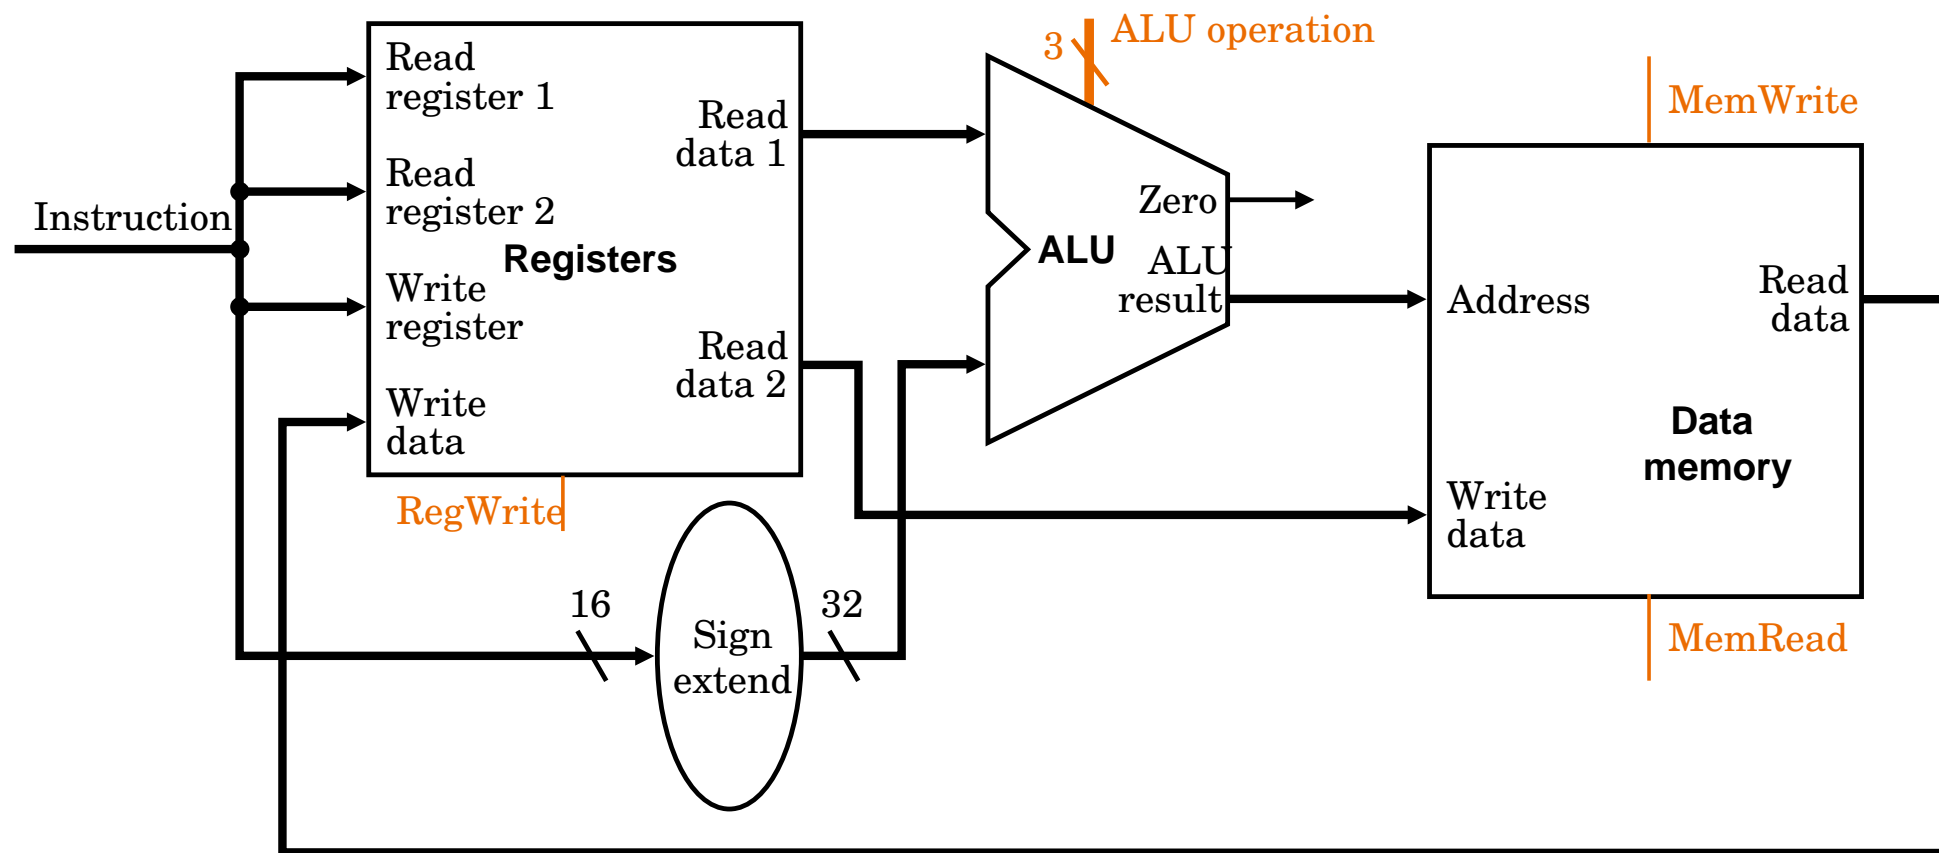 Instruction
Read
register 1
Read
register 2
Registers
Write
register
Write
data
Read
data 1
Read
data 2
RegWrite
16
Sign
extend
32
3
ALU operation
Zero
ALU
ALU
result
MemWrite
Address
Read
data
Data
memory
Write
data
MemRead